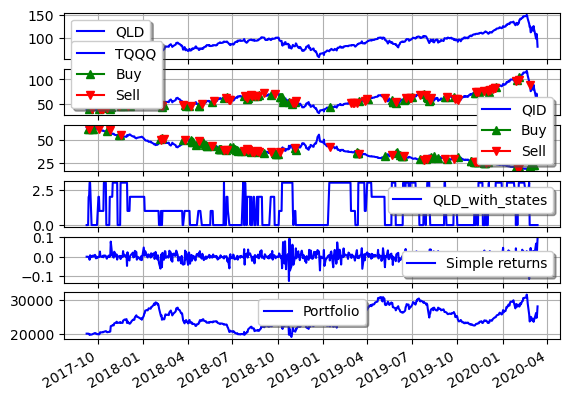 150
100
QLD
TQQQ
Buy
Sell
100
50
QID
Buy
Sell
50
25
2.5
0.0
QLD_with_states
0.1
0.0
−0.1
Simple returns
30000
20000
Portfolio
2017-10
2018-01
2018-04
2018-07
2018-10
2019-01
2019-04
2019-07
2019-10
2020-01
2020-04